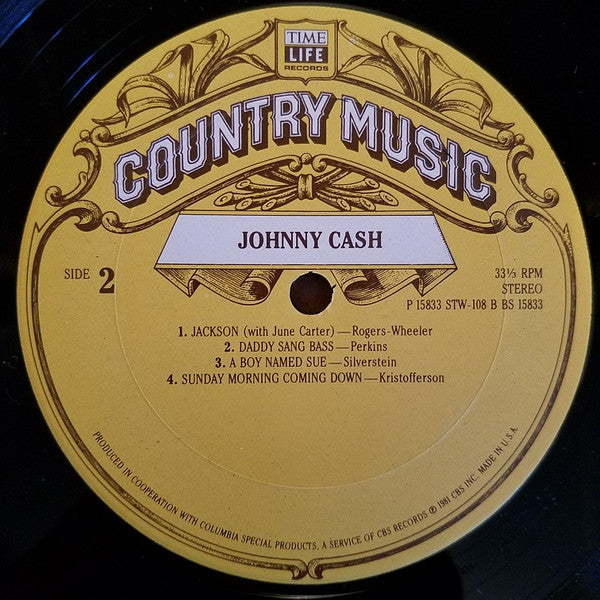 TIME
LIFE
RECORDS
COUNTRY MUSIC
JOHNNY CASH
SIDE 2
33⅓ RPM
STEREO
P 15833 STW-108 B BS 15833
1. JACKSON (with June Carter)—Rogers-Wheeler
2. DADDY SANG BASS—Perkins
3. A BOY NAMED SUE—Silverstein
4. SUNDAY MORNING COMING DOWN—Kristofferson
PRODUCED IN COOPERATION WITH COLUMBIA SPECIAL PRODUCTS, A SERVICE OF CBS RECORDS ℗ 1981 CBS INC. MADE IN U.S.A.